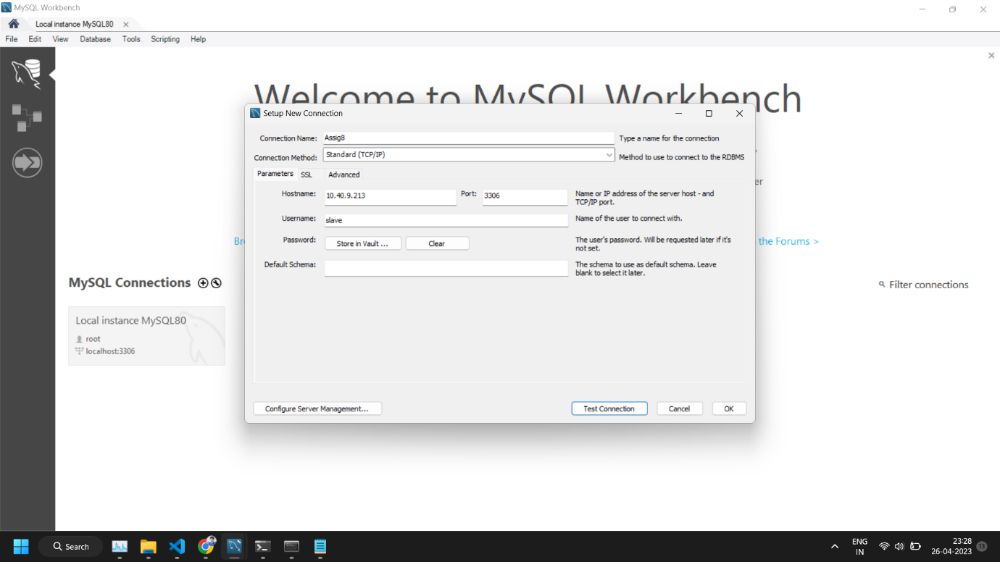 MySQL Workbench
Local instance MySQL80
File Edit View Database Tools Scripting Help
Welcome to MySQL Workbench
Setup New Connection
Connection Name: Assig8 Type a name for the connection
Connection Method: Standard (TCP/IP) Method to use to connect to the RDBMS
Parameters SSL Advanced
Hostname: 10.40.9.213 Port: 3306 Name or IP address of the server host - and
TCP/IP port.
Username: slave Name of the user to connect with.
Password: Store in Vault ... Clear The user's password. Will be requested later if it's
not set.
Default Schema: The schema to use as default schema. Leave
blank to select it later.
Configure Server Management... Test Connection Cancel OK
er
Br
the Forums >
MySQL Connections
Filter connections
Local instance MySQL80
root
localhost:3306
Search
ENG
IN
23:28
26-04-2023
13